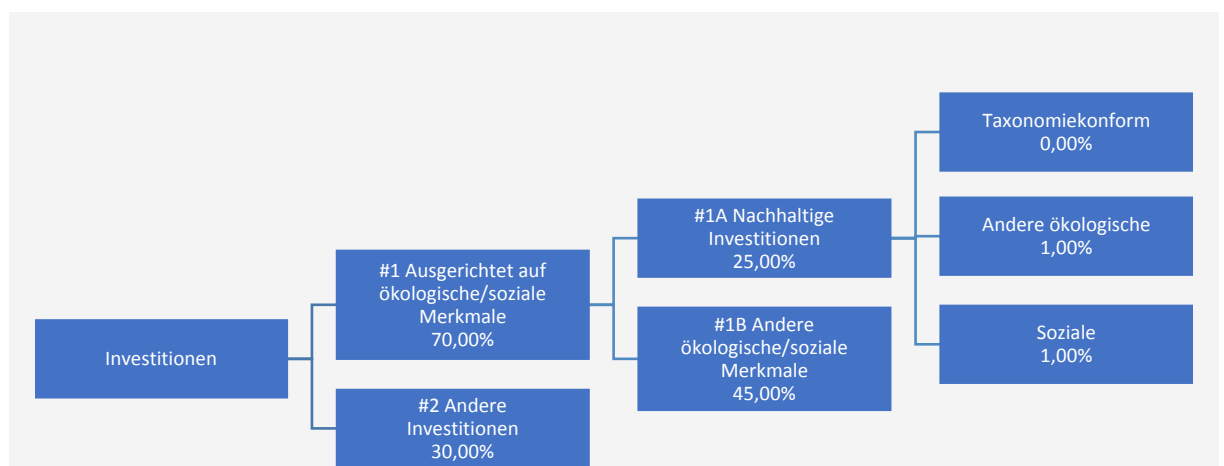 Investitionen
#1 Ausgerichtet auf
ökologische/soziale
Merkmale
70,00%
#2 Andere
Investitionen
30,00%
#1A Nachhaltige
Investitionen
25,00%
#1B Andere
ökologische/soziale
Merkmale
45,00%
Taxonomiekonform
0,00%
Andere ökologische
1,00%
Soziale
1,00%